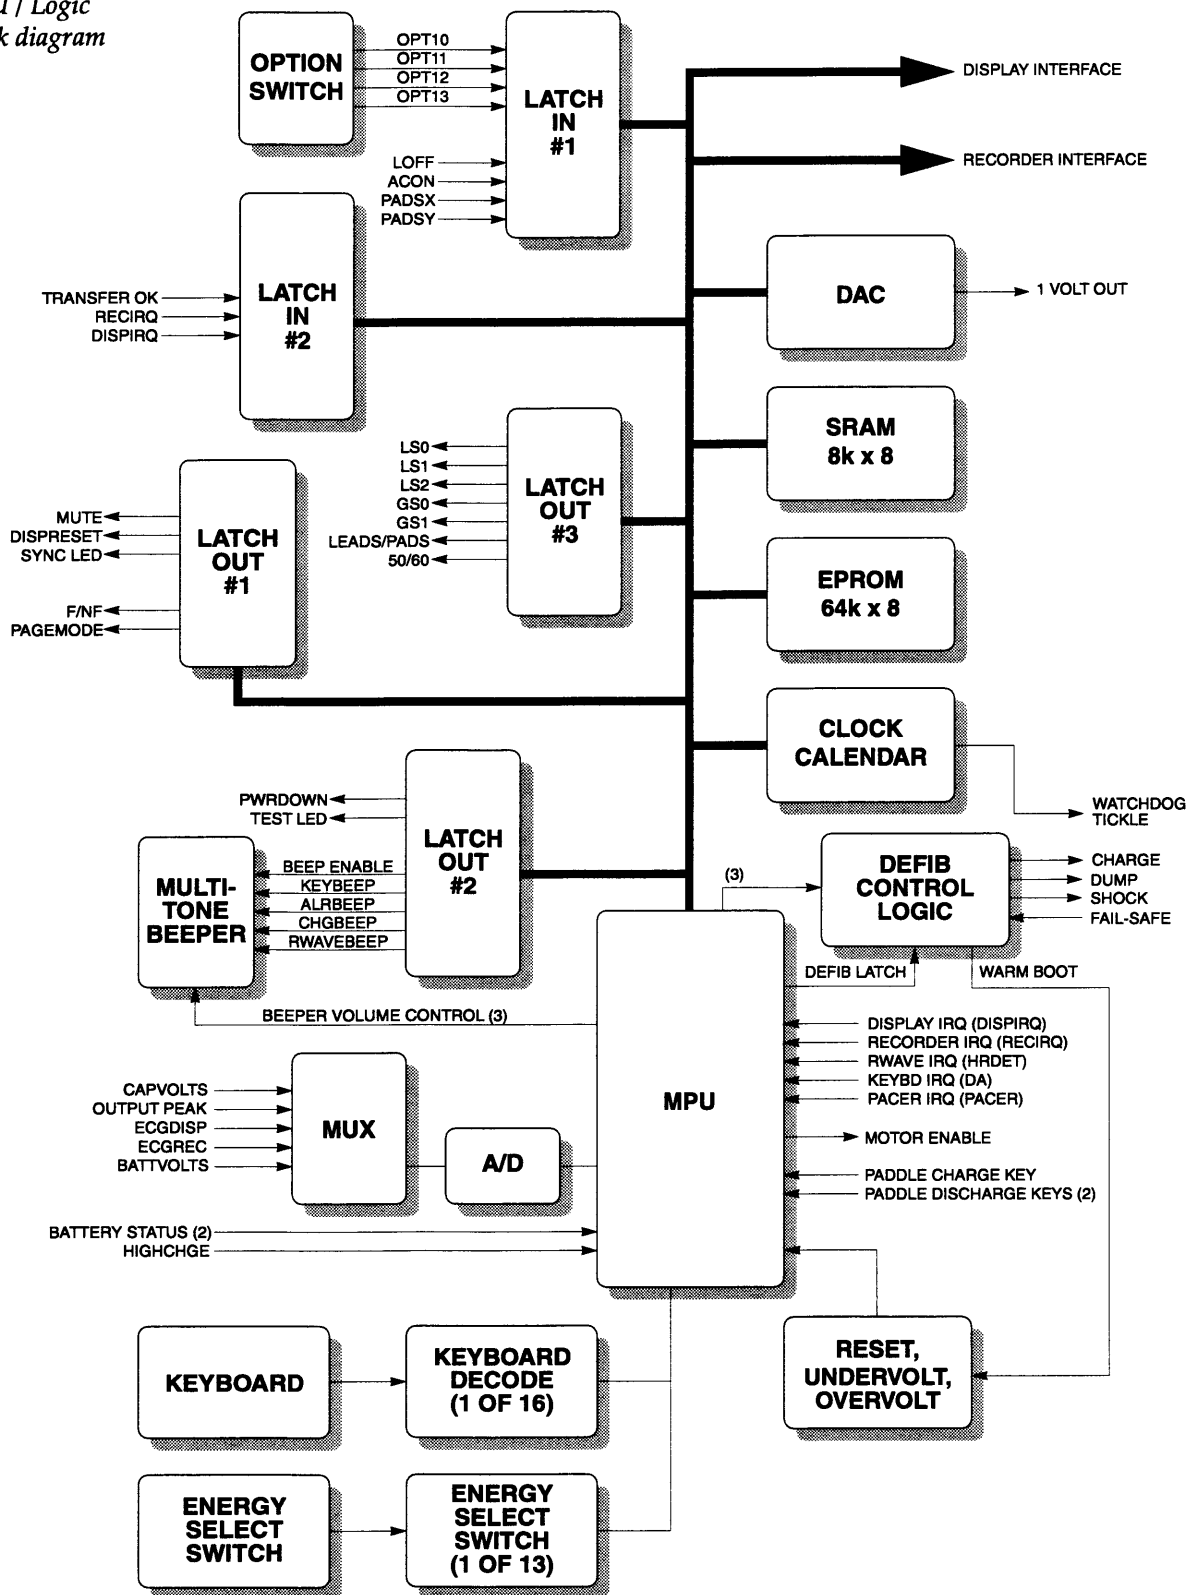 / Logic
k diagram
OPTION
SWITCH
OPT10
OPT11
OPT12
OPT13
LOFF
ACON
PADSX
PADSY
LATCH
IN
#1
DISPLAY INTERFACE
RECORDER INTERFACE
TRANSFER OK
RECIRQ
DISPIRQ
LATCH
IN
#2
DAC
1 VOLT OUT
SRAM
8k x 8
LS0
LS1
LS2
GS0
GS1
LEADS/PADS
50/60
LATCH
OUT
#3
MUTE
DISPRESET
SYNC LED
F/NF
PAGEMODE
LATCH
OUT
#1
EPROM
64k x 8
CLOCK
CALENDAR
WATCHDOG
TICKLE
PWRDOWN
TEST LED
BEEP ENABLE
KEYBEEP
ALRBEEP
CHGBEEP
RWAVEBEEP
LATCH
OUT
#2
MULTI-
TONE
BEEPER
BEEPER VOLUME CONTROL (3)
(3)
DEFIB
CONTROL
LOGIC
CHARGE
DUMP
SHOCK
FAIL-SAFE
DEFIB LATCH
WARM BOOT
MPU
DISPLAY IRQ (DISPIRQ)
RECORDER IRQ (RECIRQ)
RWAVE IRQ (HRDET)
KEYBD IRQ (DA)
PACER IRQ (PACER)
MOTOR ENABLE
PADDLE CHARGE KEY
PADDLE DISCHARGE KEYS (2)
CAPVOLTS
OUTPUT PEAK
ECGDISP
ECGREC
BATTVOLTS
MUX
A/D
BATTERY STATUS (2)
HIGHCHGE
RESET,
UNDERVOLT,
OVERVOLT
KEYBOARD
KEYBOARD
DECODE
(1 OF 16)
ENERGY
SELECT
SWITCH
ENERGY
SELECT
SWITCH
(1 OF 13)